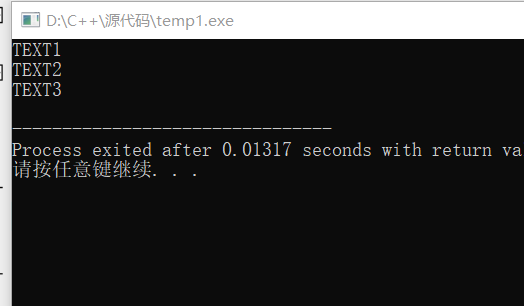 D:\C++\源代码\temp1.exe
TEXT1
TEXT2
TEXT3
--------------------------------
Process exited after 0.01317 seconds with return va
请按任意键继续. . .